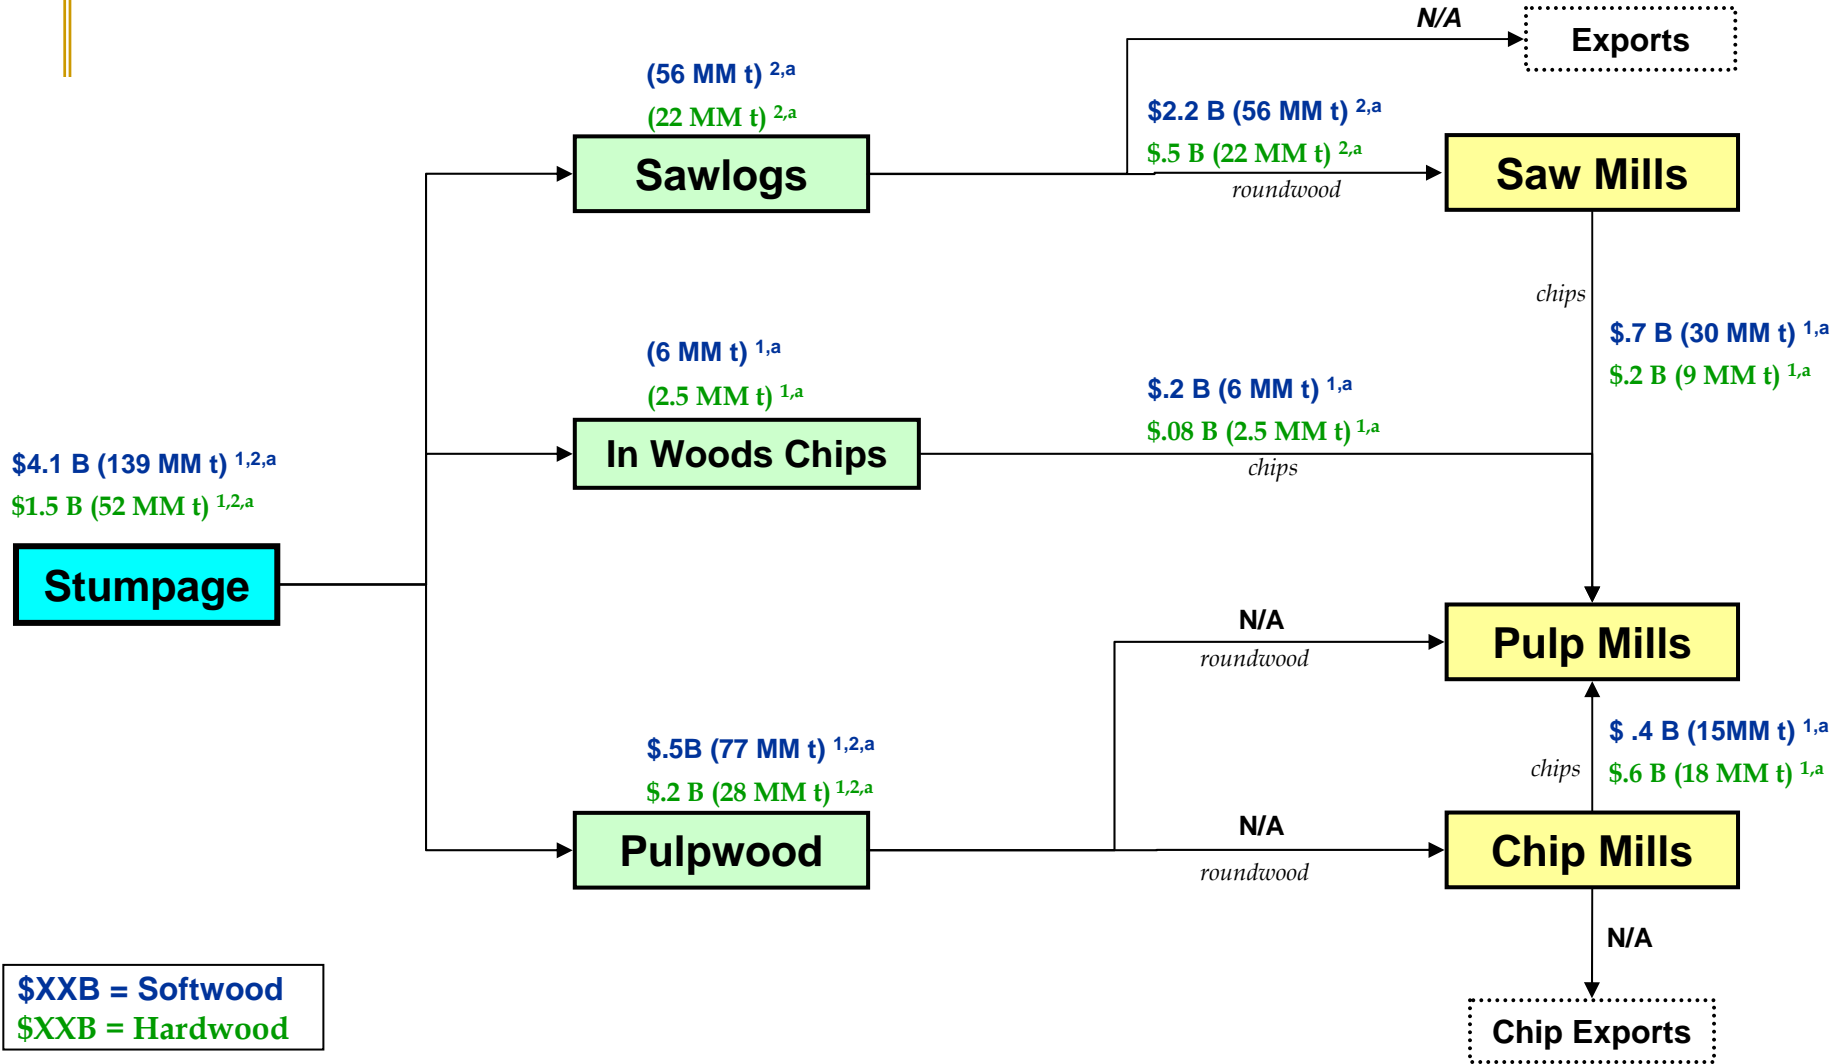 N/A
Exports
(56 MM t) 2,a
(22 MM t) 2,a
Sawlogs
$2.2 B (56 MM t) 2,a
$.5 B (22 MM t) 2,a
roundwood
Saw Mills
chips
$.7 B (30 MM t) 1,a
$.2 B (9 MM t) 1,a
(6 MM t) 1,a
(2.5 MM t) 1,a
In Woods Chips
$.2 B (6 MM t) 1,a
$.08 B (2.5 MM t) 1,a
chips
$4.1 B (139 MM t) 1,2,a
$1.5 B (52 MM t) 1,2,a
Stumpage
N/A
roundwood
Pulp Mills
$.5B (77 MM t) 1,2,a
$.2 B (28 MM t) 1,2,a
Pulpwood
N/A
roundwood
chips
$ .4 B (15MM t) 1,a
$.6 B (18 MM t) 1,a
Chip Mills
N/A
Chip Exports
$XXB = Softwood
$XXB = Hardwood